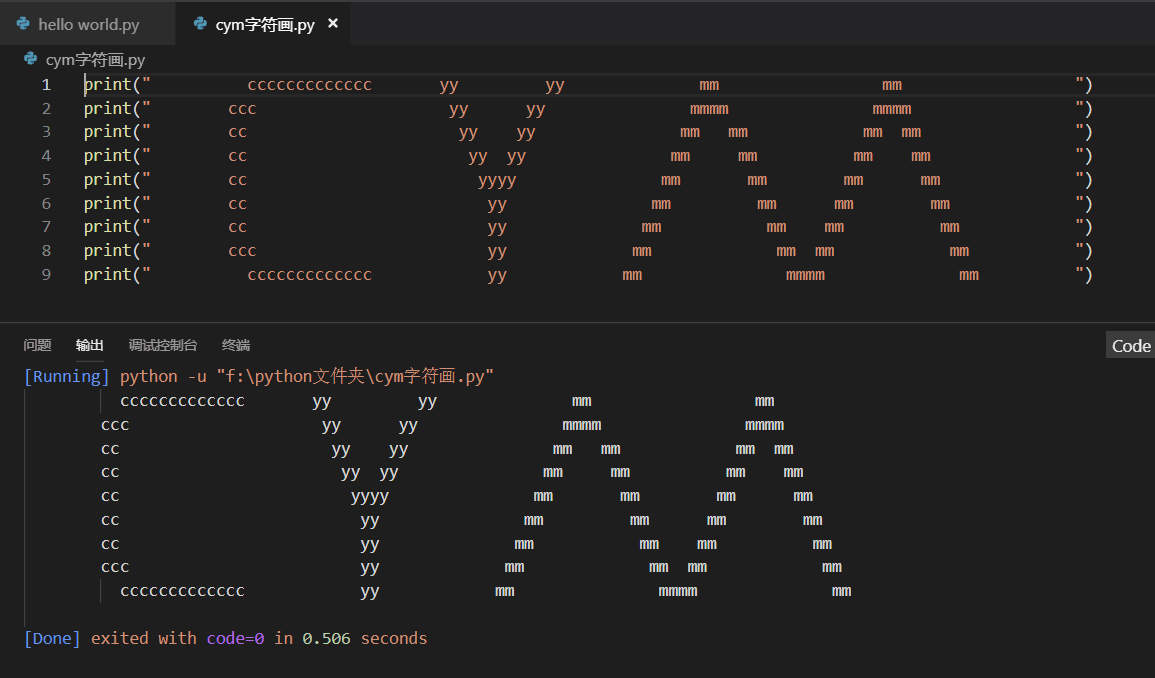 hello world.py cym字符画.py ×
cym字符画.py
1 print("          ccccccccccccc       yy         yy              mm                 mm                  ")
2 print("        ccc                    yy      yy               mmmm               mmmm                 ")
3 print("        cc                      yy    yy               mm   mm            mm  mm                ")
4 print("        cc                       yy  yy               mm     mm          mm    mm               ")
5 print("        cc                        yyyy               mm       mm        mm      mm              ")
6 print("        cc                         yy               mm         mm      mm        mm             ")
7 print("        cc                         yy              mm           mm    mm          mm            ")
8 print("        ccc                        yy             mm             mm  mm            mm           ")
9 print("          ccccccccccccc            yy            mm               mmmm              mm          ")
问题 输出 调试控制台 终端 Code
[Running] python -u "f:\python文件夹\cym字符画.py"
          ccccccccccccc       yy         yy              mm                 mm
        ccc                    yy      yy               mmmm               mmmm
        cc                      yy    yy               mm   mm            mm  mm
        cc                       yy  yy               mm     mm          mm    mm
        cc                        yyyy               mm       mm        mm      mm
        cc                         yy               mm         mm      mm        mm
        cc                         yy              mm           mm    mm          mm
        ccc                        yy             mm             mm  mm            mm
          ccccccccccccc            yy            mm               mmmm              mm
[Done] exited with code=0 in 0.506 seconds